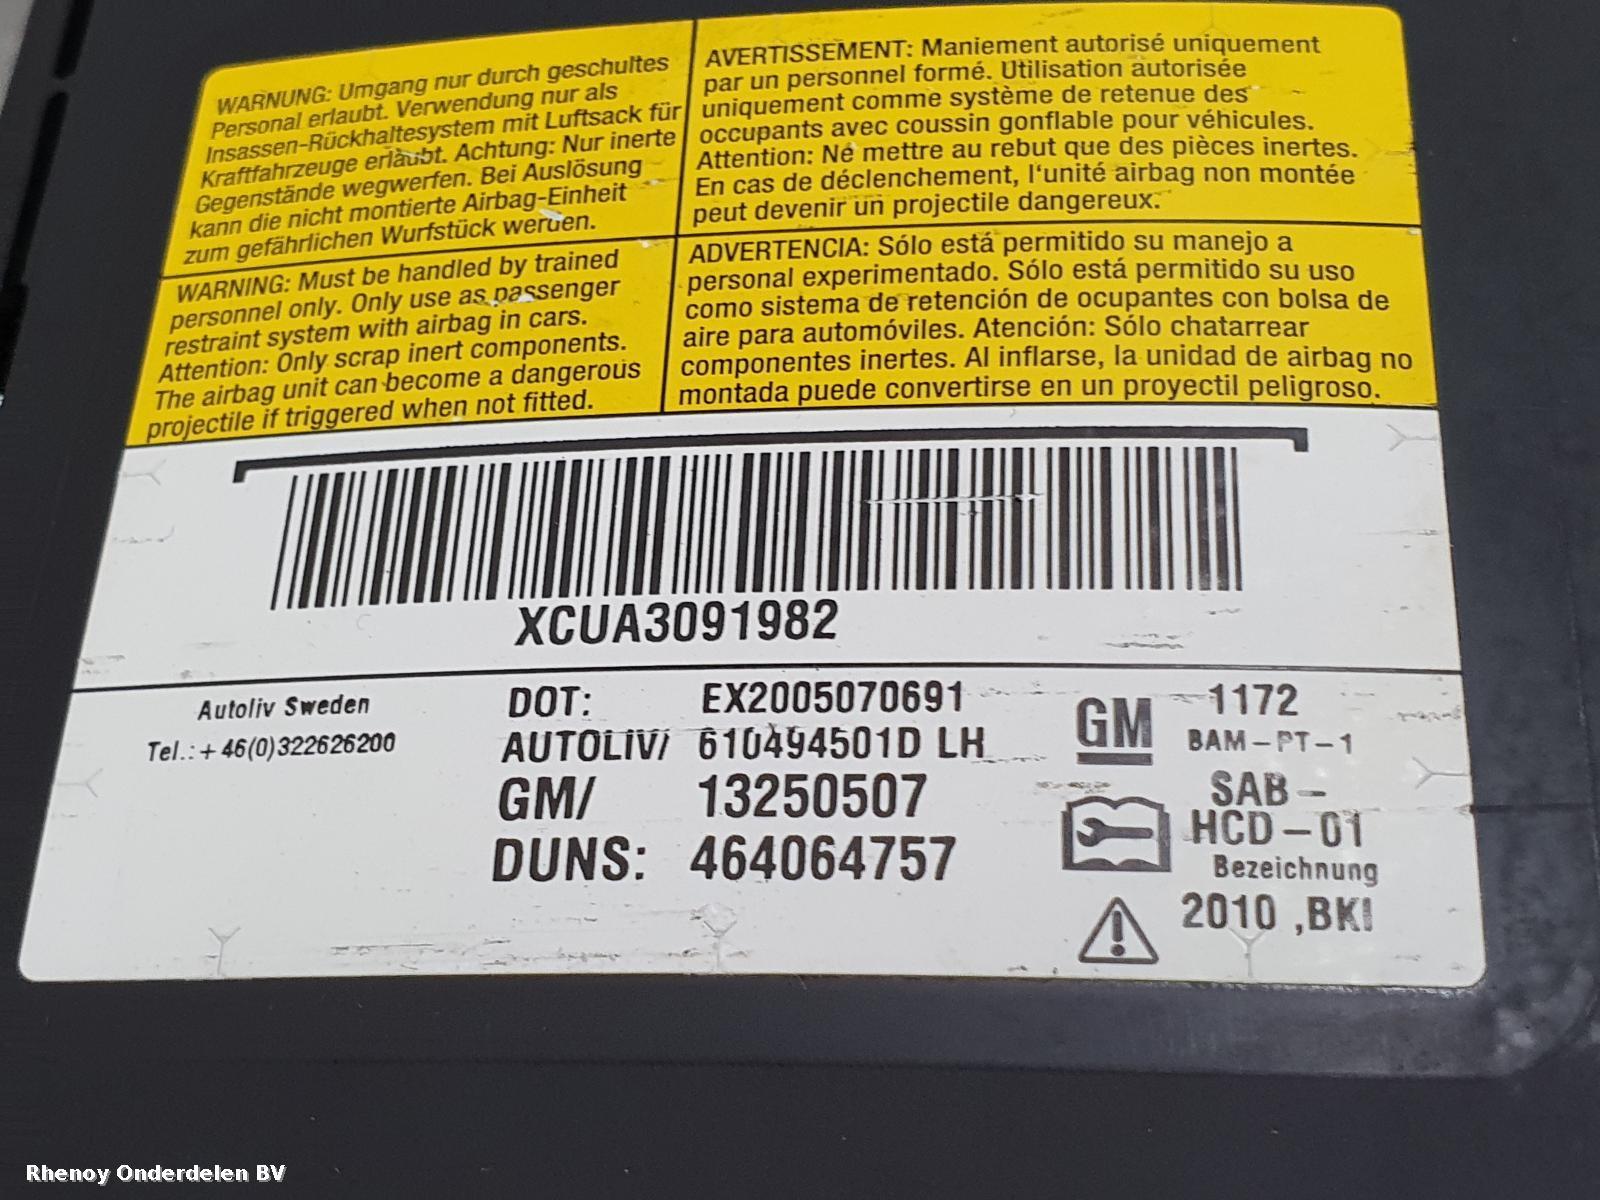 WARNUNG: Umgang nur durch geschultes
Personal erlaubt. Verwendung nur als
Insassen-Rückhaltesystem mit Luftsack für
Kraftfahrzeuge erlaubt. Achtung: Nur inerte
Gegenstände wegwerfen. Bei Auslösung
kann die nicht montierte Airbag-Einheit
zum gefährlichen Wurfstück werden.
AVERTISSEMENT: Maniement autorisé uniquement
par un personnel formé. Utilisation autorisée
uniquement comme système de retenue des
occupants avec coussin gonflable pour véhicules.
Attention: Ne mettre au rebut que des pièces inertes.
En cas de déclenchement, l'unité airbag non montée
peut devenir un projectile dangereux.
WARNING: Must be handled by trained
personnel only. Only use as passenger
restraint system with airbag in cars.
Attention: Only scrap inert components.
The airbag unit can become a dangerous
projectile if triggered when not fitted.
ADVERTENCIA: Sólo está permitido su manejo a
personal experimentado. Sólo está permitido su uso
como sistema de retención de ocupantes con bolsa de
aire para automóviles. Atención: Sólo chatarrear
componentes inertes. Al inflarse, la unidad de airbag no
montada puede convertirse en un proyectil peligroso.
XCUA3091982
Autoliv Sweden
Tel.: + 46(0)322626200
DOT: EX2005070691
AUTOLIV/ 610494501D LH
GM/ 13250507
DUNS: 464064757
GM
1172
BAM-PT-1
SAB-
HCD-01
Bezeichnung
2010 ,BKI
Rhenoy Onderdelen BV